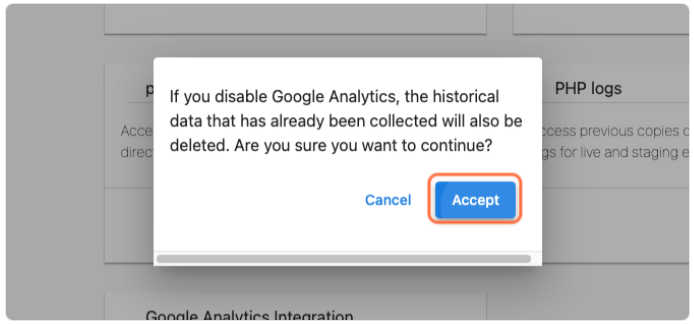 PHP logs
If you disable Google Analytics, the historical
data that has already been collected will also be
deleted. Are you sure you want to continue?
Acce
direc
ccess previous copies o
gs for live and staging e
Cancel
Accept
Google Analytics Integration